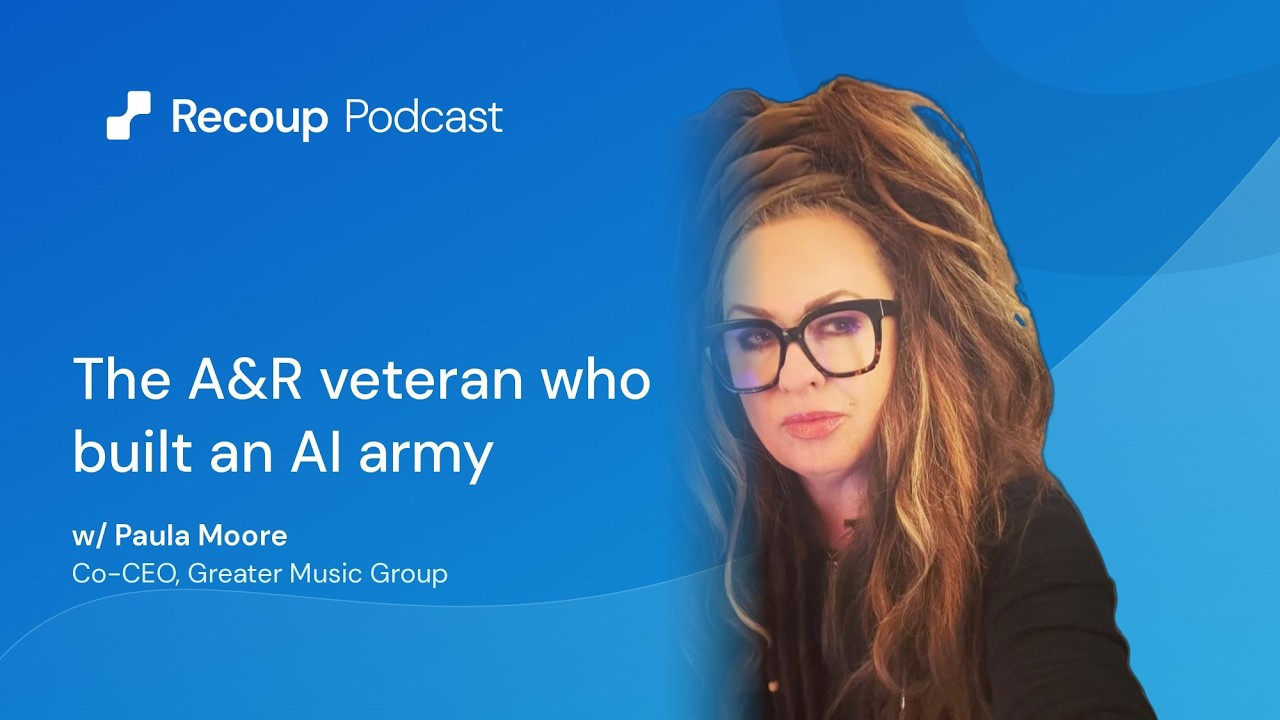 Recoup Podcast
The A&R veteran who
built an AI army
w/ Paula Moore
Co-CEO, Greater Music Group